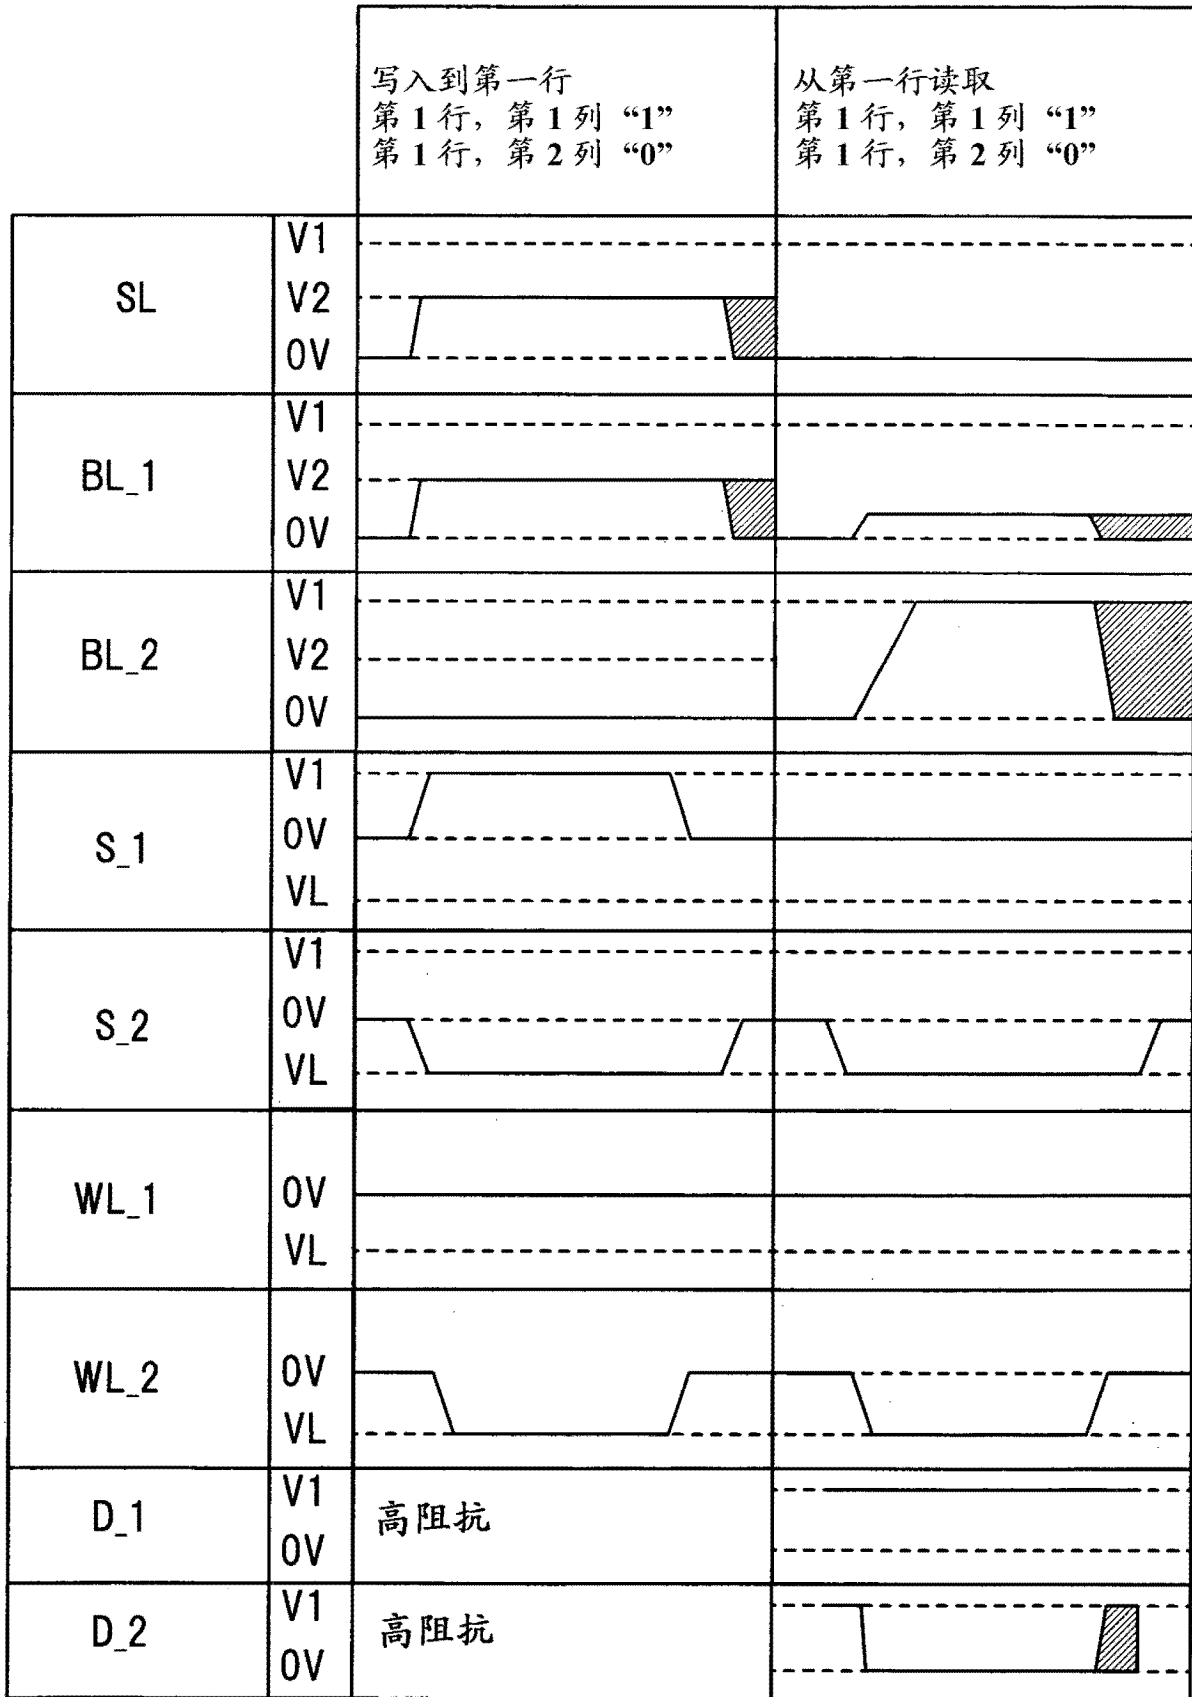 写入到第一行
第1行，第1列 “1”
第1行，第2列 “0”
从第一行读取
第1行，第1列 “1”
第1行，第2列 “0”
SL
V1
V2
0V
BL_1
V1
V2
0V
BL_2
V1
V2
0V
S_1
V1
0V
VL
S_2
V1
0V
VL
WL_1
0V
VL
WL_2
0V
VL
D_1
V1
0V
高阻抗
D_2
V1
0V
高阻抗